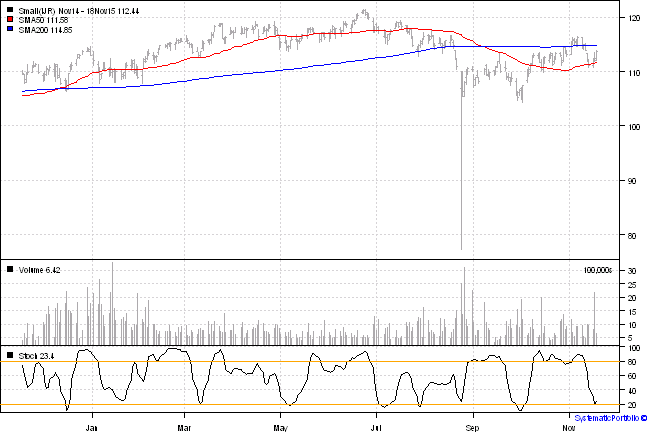 Small(IJR) Nov14 - 18Nov15 112.44
SMA50 111.58
SMA200 114.85
120
110
100
90
80
Volume 6.42
100,000s
30
25
20
15
10
5
Stoch 23.4
100
80
60
40
20
Jan Mar May Jul Sep Nov
SystematicPortfolio ©